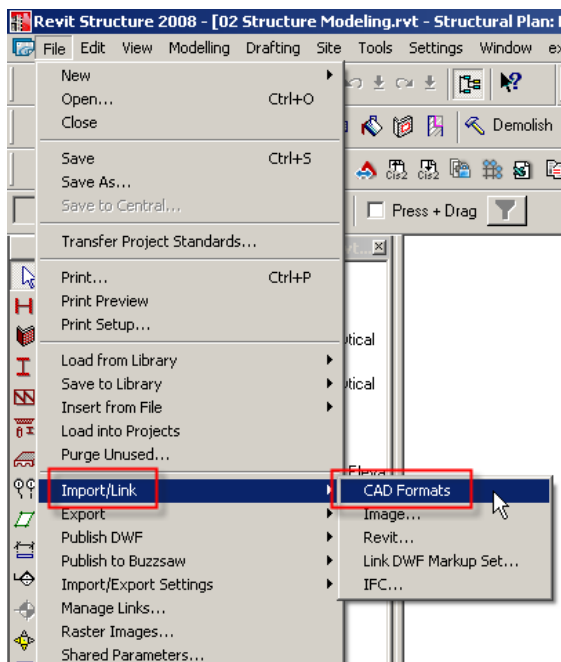 Revit Structure 2008 - [02 Structure Modeling.rvt - Structural Plan:
File Edit View Modelling Drafting Site Tools Settings Window
New
Open... Ctrl+O
Close
Demolish
Save Ctrl+S
Save As...
Cis2 Cis2
Save to Central...
Press + Drag
Transfer Project Standards...
Print... Ctrl+P
Print Preview
Print Setup...
Load from Library
Save to Library
Insert from File
Load into Projects
Purge Unused...
Import/Link
CAD Formats
Export
Image...
Publish DWF
Revit...
Publish to Buzzsaw
Link DWF Markup Set...
Import/Export Settings
IFC...
Manage Links...
Raster Images...
Shared Parameters...